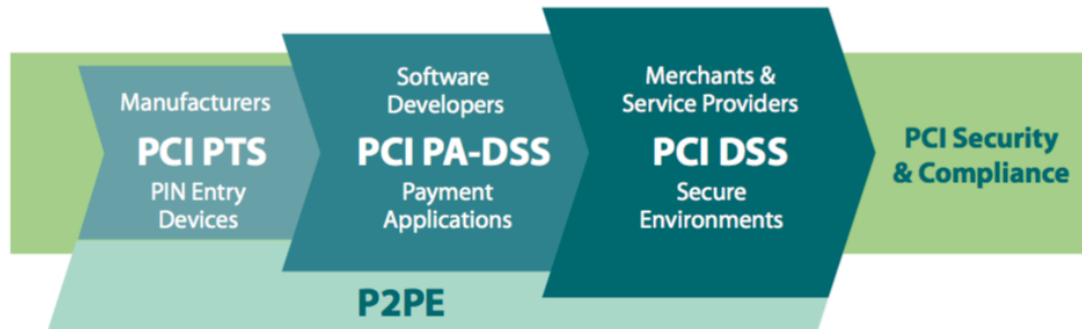 Manufacturers
PCI PTS
PIN Entry
Devices
Software
Developers
PCI PA-DSS
Payment
Applications
Merchants &
Service Providers
PCI DSS
Secure
Environments
PCI Security
& Compliance
P2PE